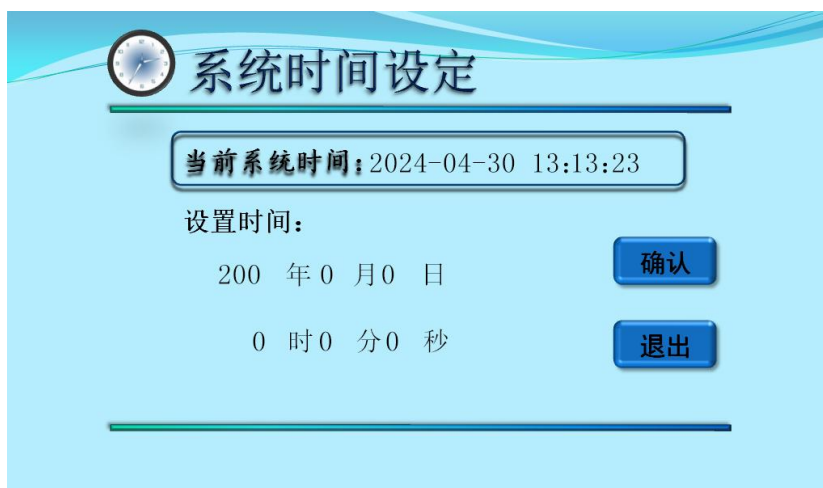 系统时间设定
当前系统时间:2024-04-30 13:13:23
设置时间:
200 年0 月0 日
确认
0 时0 分0 秒
退出